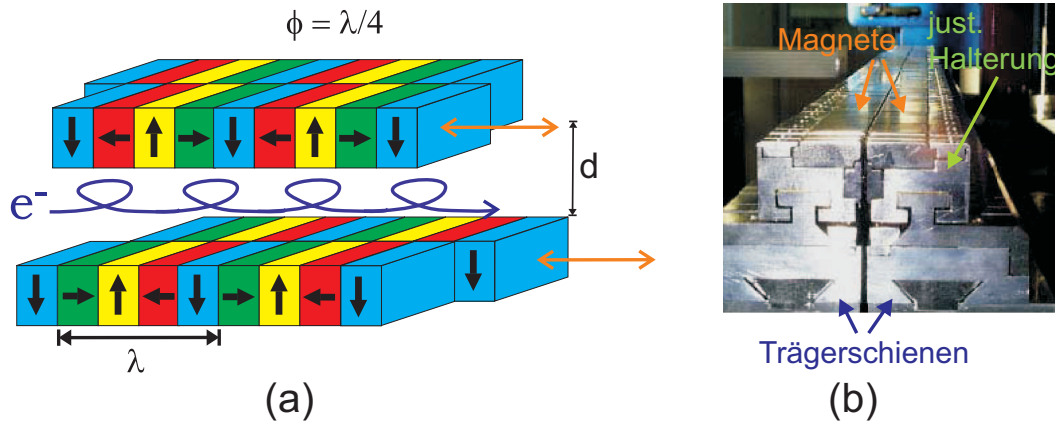 ϕ = λ/4
d
e-
λ
(a)
Magnete
just.
Halterung
Trägerschienen
(b)